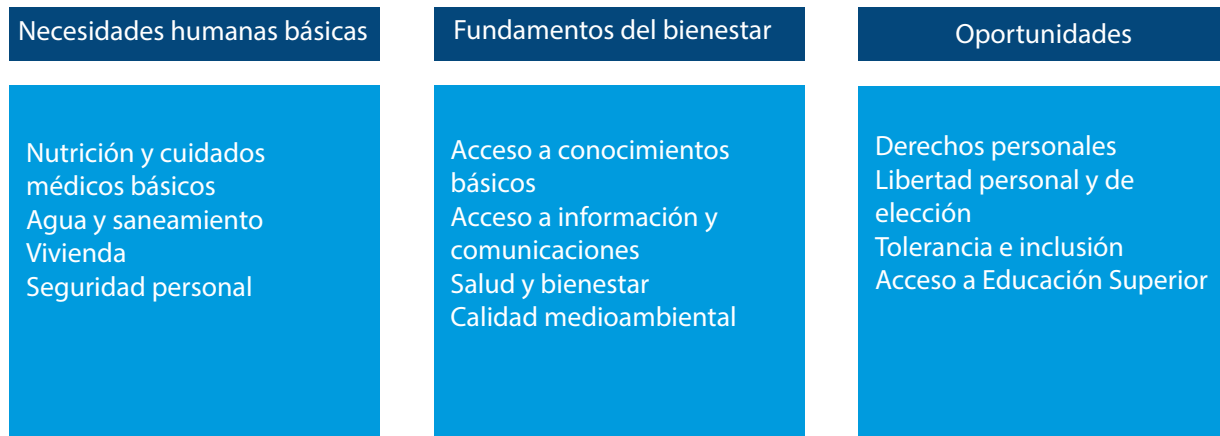 Necesidades humanas básicas
Nutrición y cuidados
médicos básicos
Agua y saneamiento
Vivienda
Seguridad personal
Fundamentos del bienestar
Acceso a conocimientos
básicos
Acceso a información y
comunicaciones
Salud y bienestar
Calidad medioambiental
Oportunidades
Derechos personales
Libertad personal y de
elección
Tolerancia e inclusión
Acceso a Educación Superior